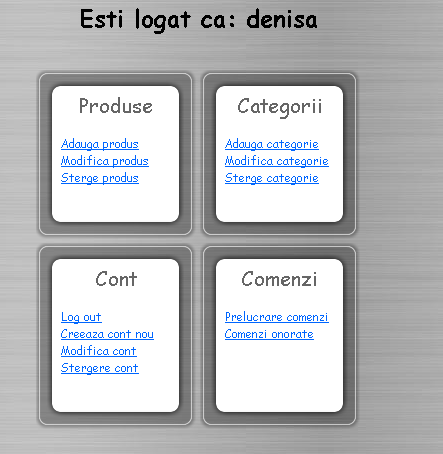 Esti logat ca: denisa
Produse
Adauga produs
Modifica produs
Sterge produs
Categorii
Adauga categorie
Modifica categorie
Sterge categorie
Cont
Log out
Creeaza cont nou
Modifica cont
Stergere cont
Comenzi
Prelucrare comenzi
Comenzi onorate